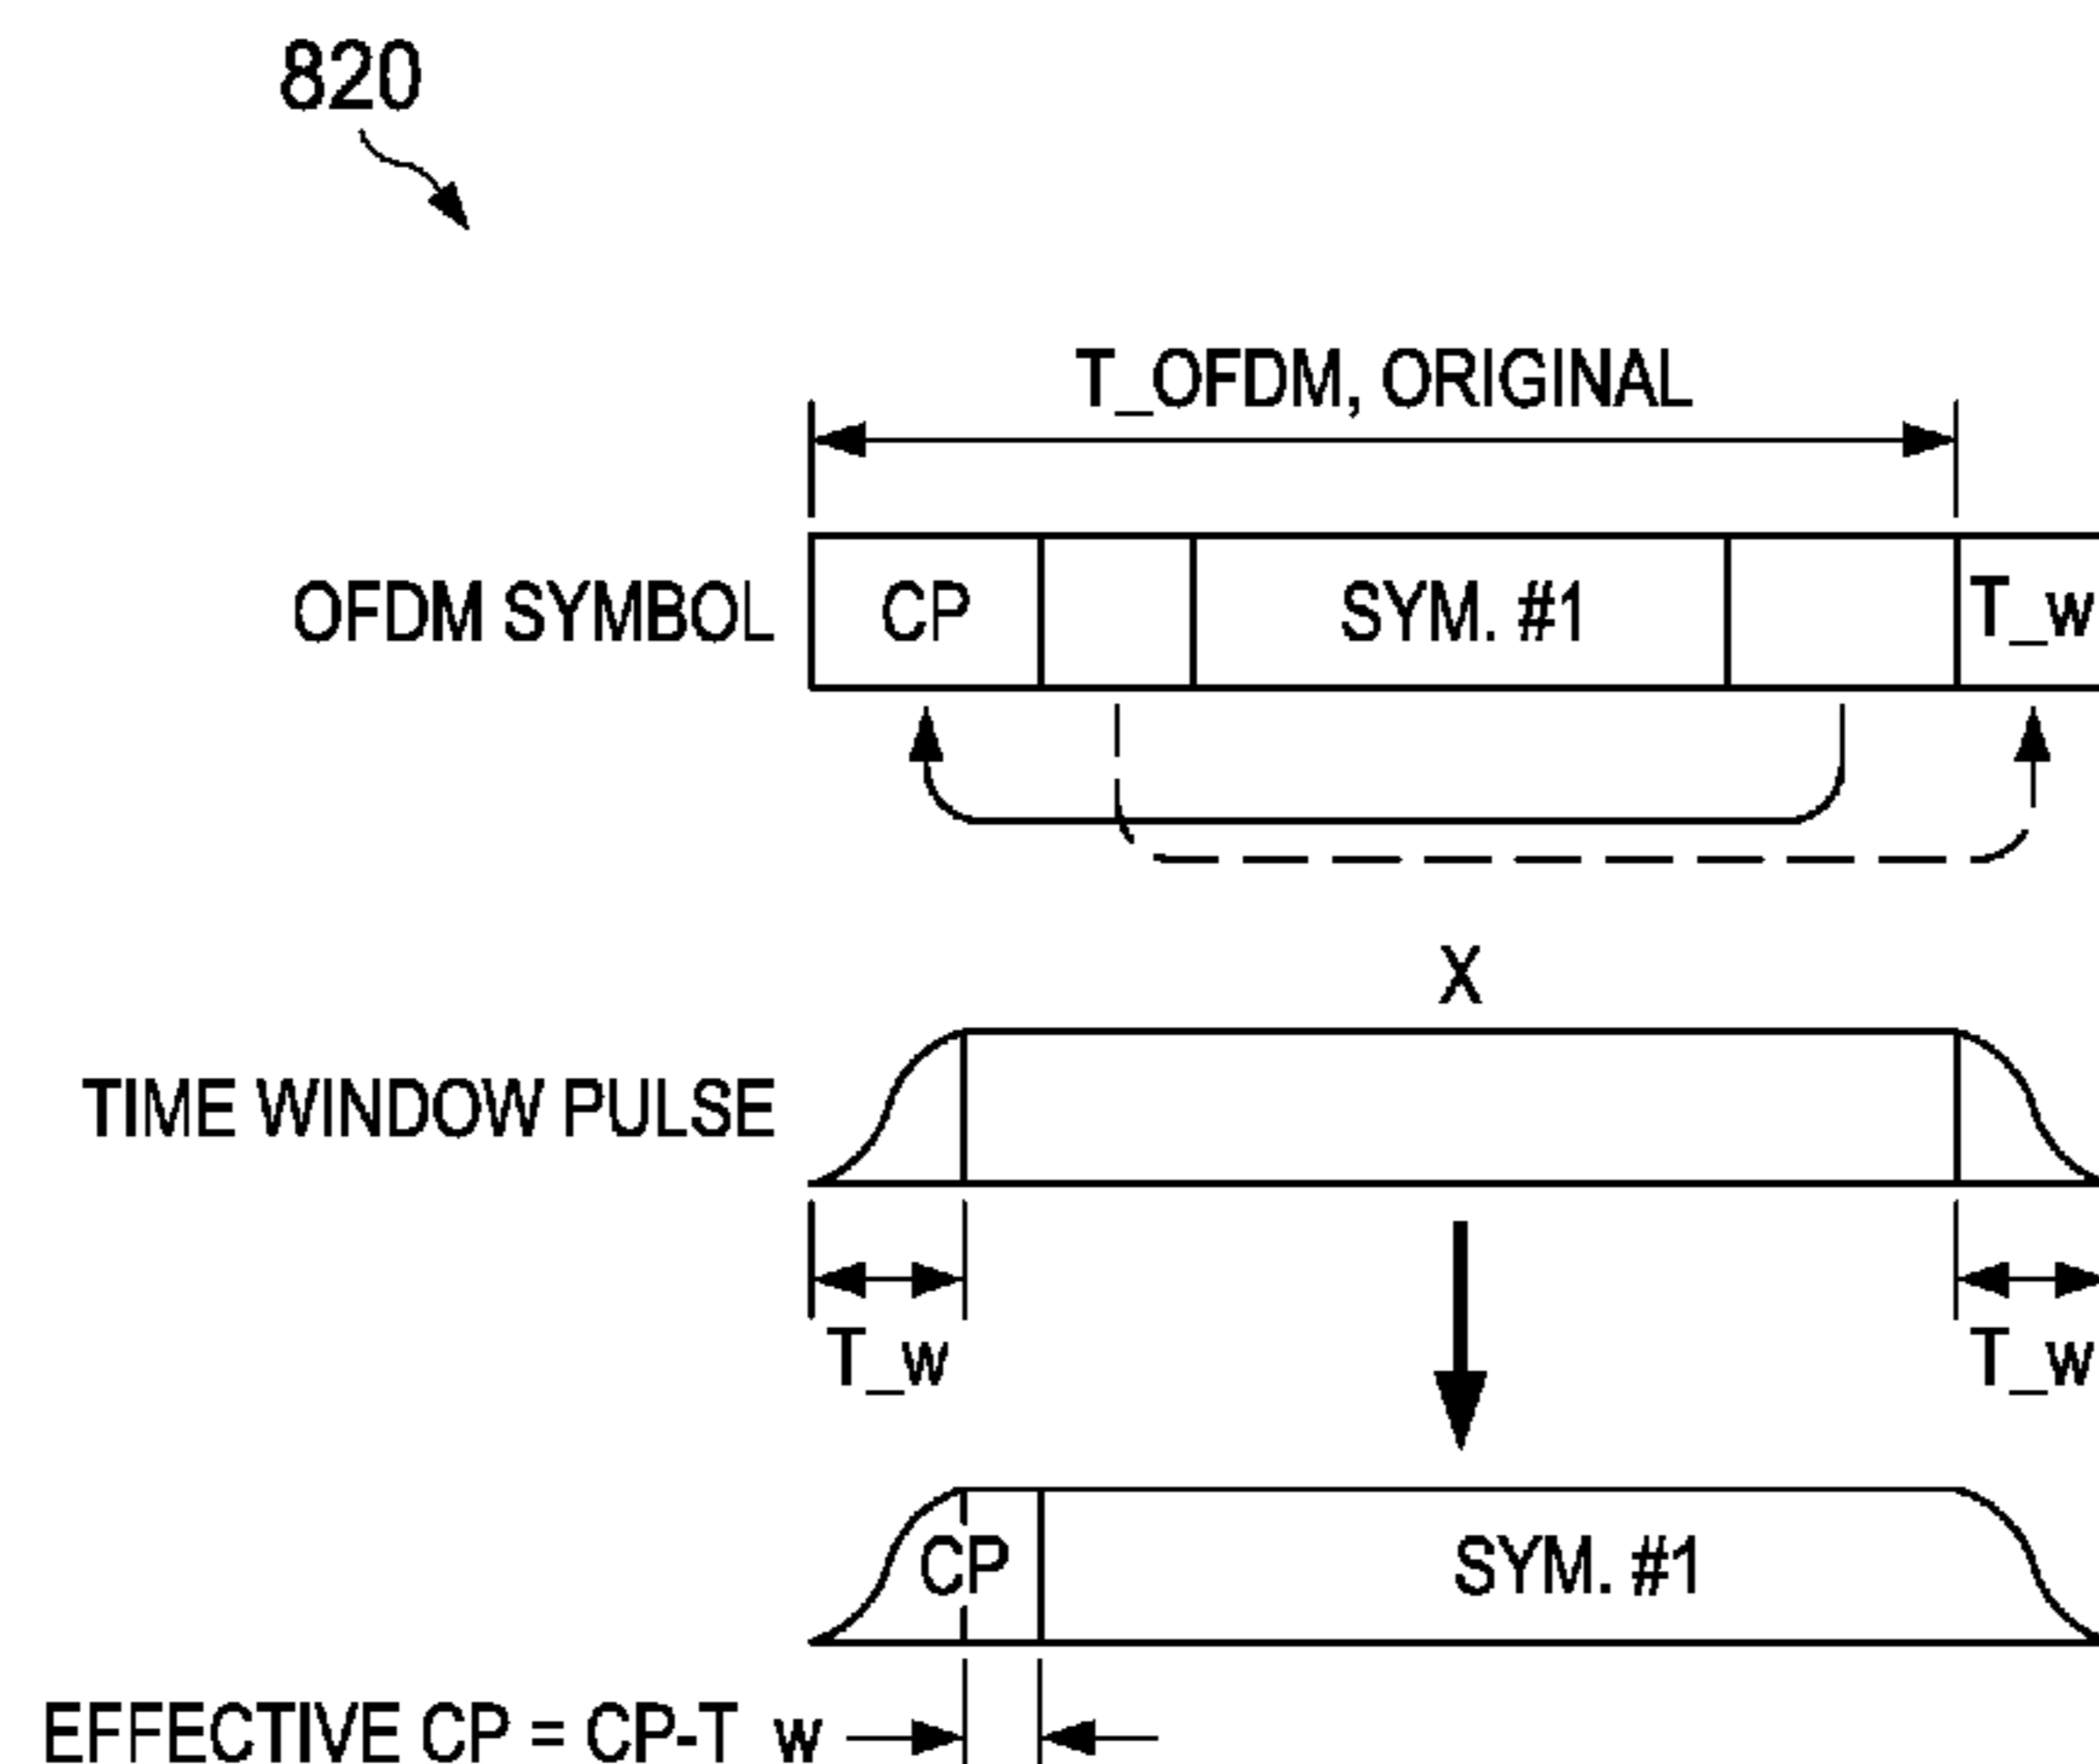 820
T_OFDM, ORIGINAL
OFDM SYMBOL CP SYM. #1 T_w
X
TIME WINDOW PULSE
T_w T_w
CP SYM. #1
EFFECTIVE CP = CP-T_w